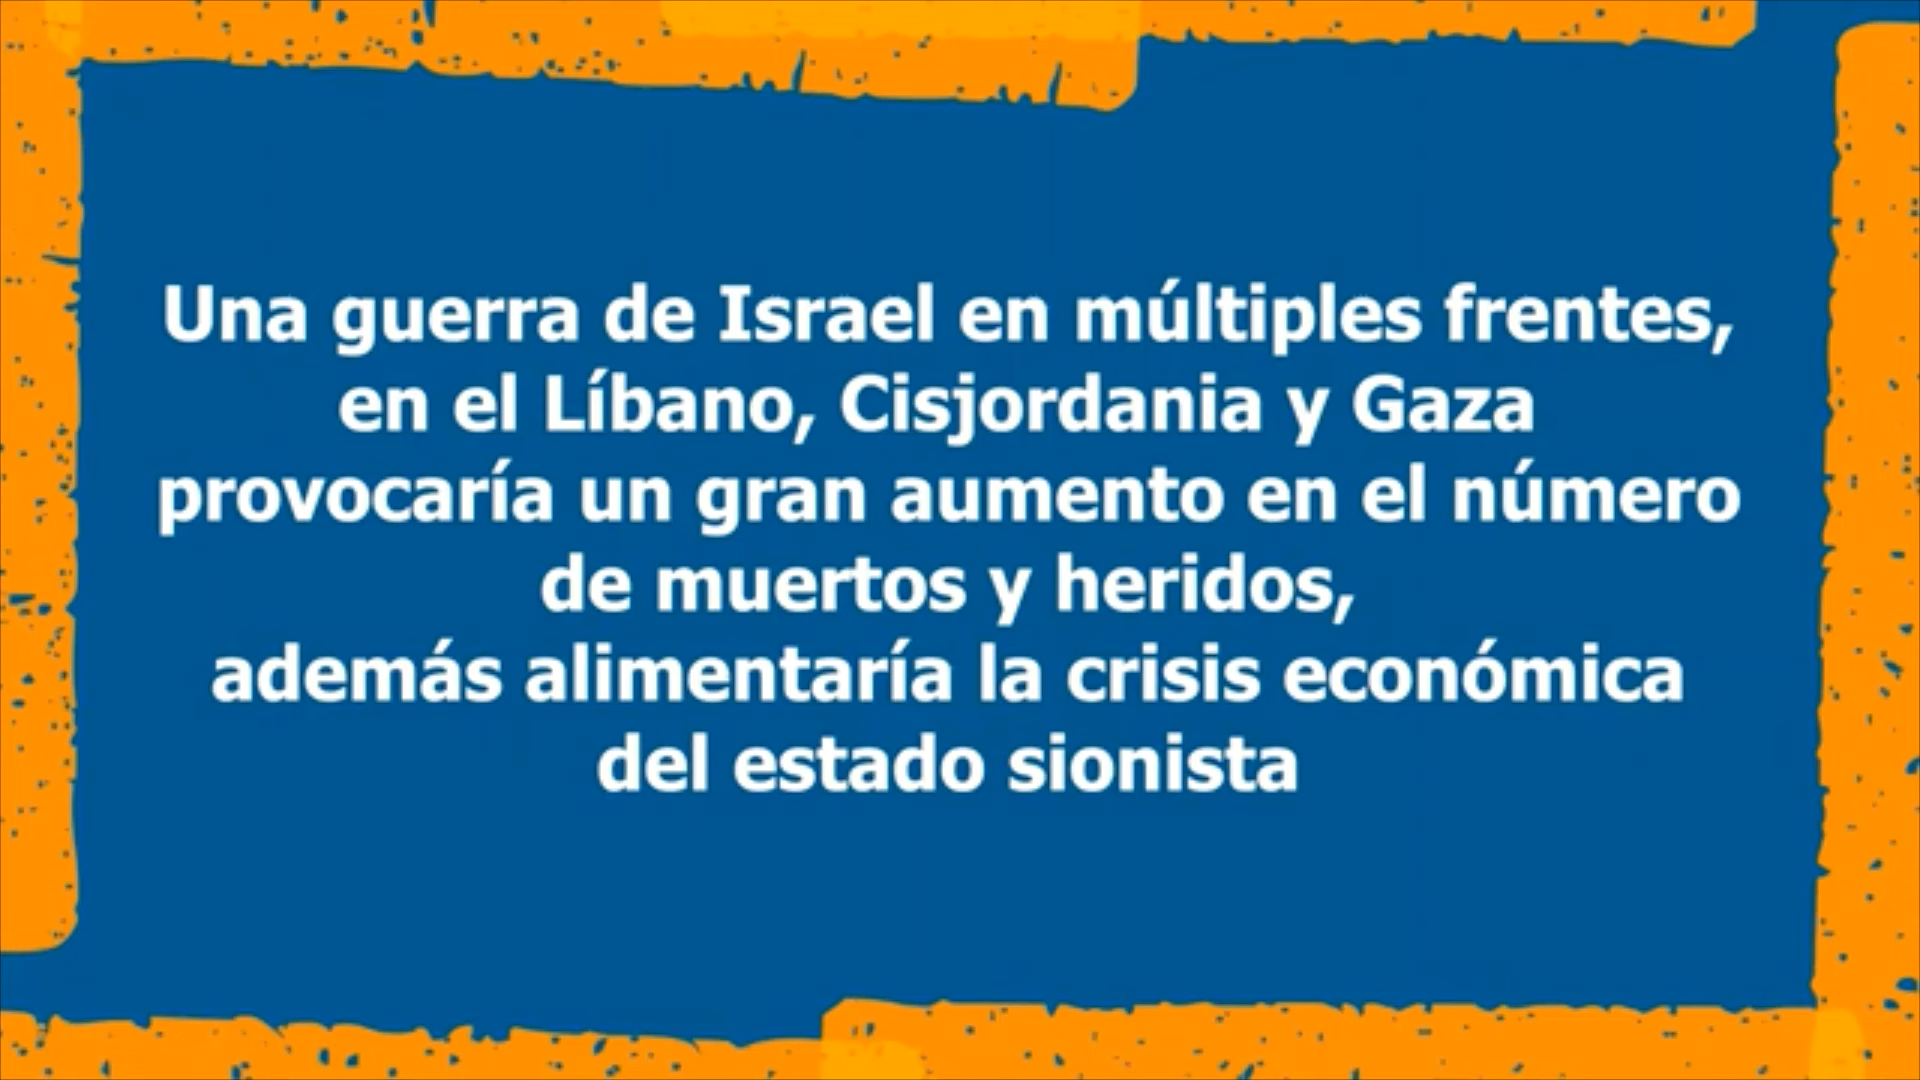 Una guerra de Israel en múltiples frentes,
en el Líbano, Cisjordania y Gaza
provocaría un gran aumento en el número
de muertos y heridos,
además alimentaría la crisis económica
del estado sionista